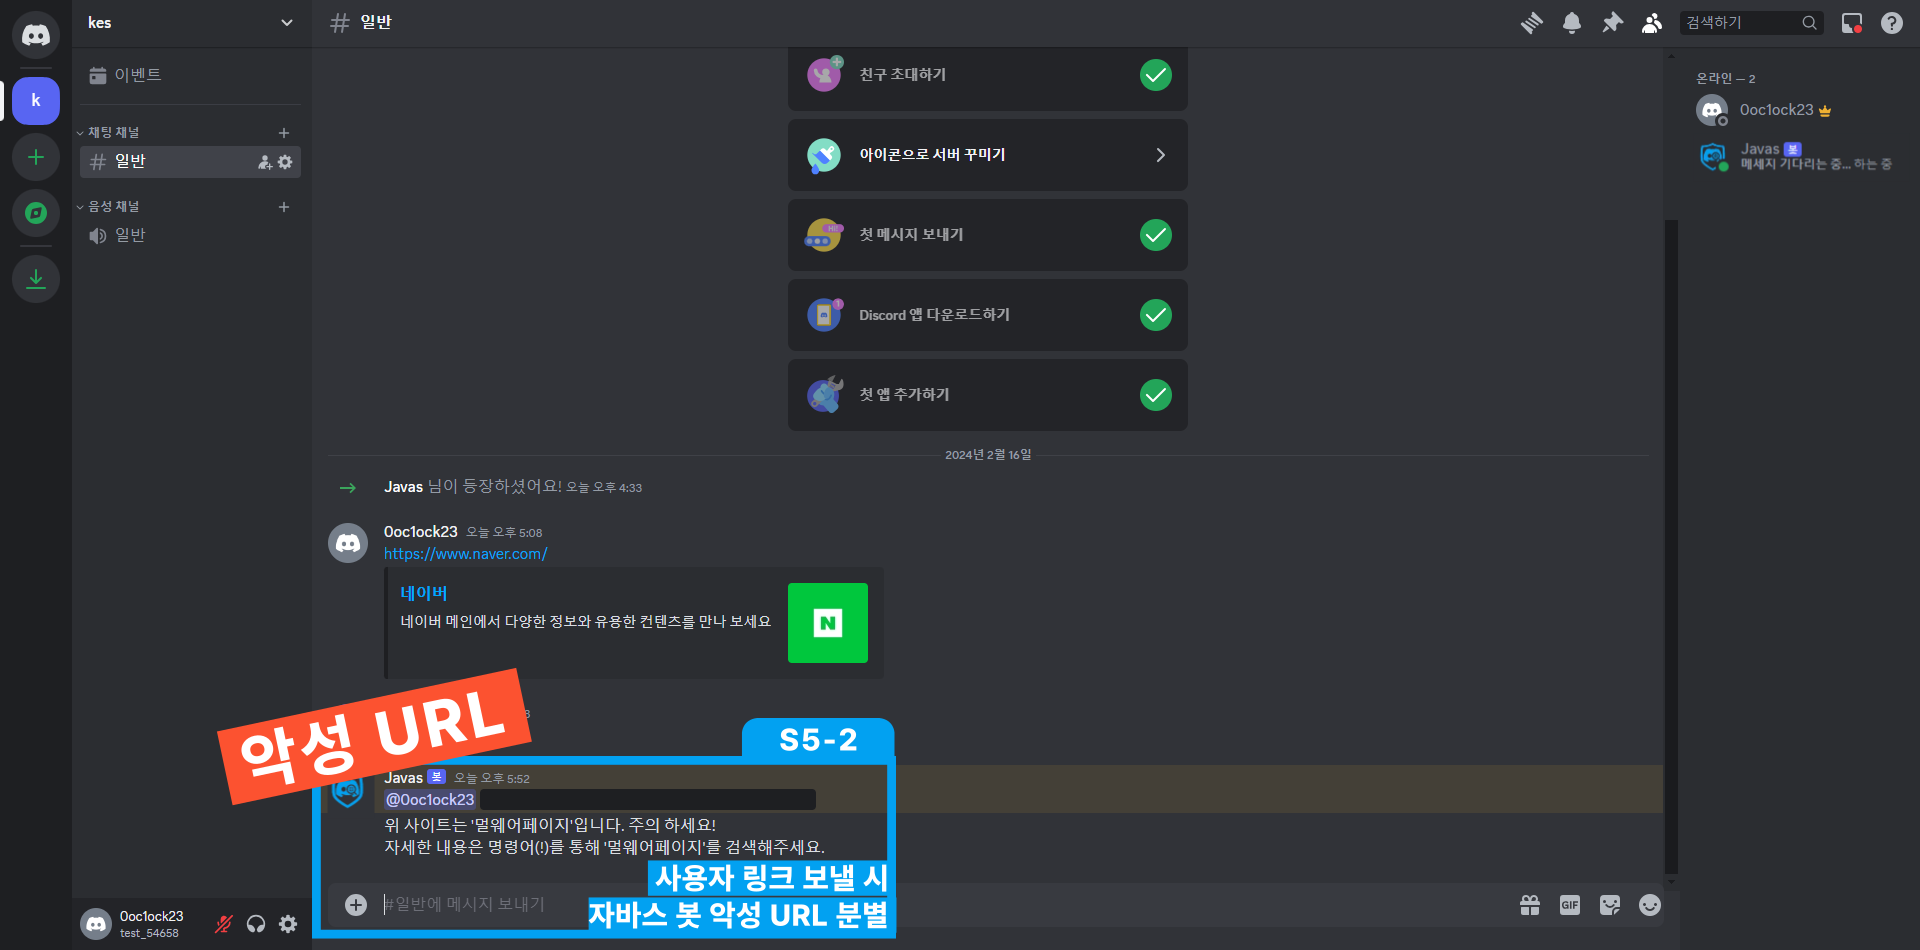 kes
일반
검색하기
이벤트
채팅 채널
일반
음성 채널
일반
k
친구 초대하기
아이콘으로 서버 꾸미기
첫 메시지 보내기
Hi!
Discord 앱 다운로드하기
1
첫 앱 추가하기
2024년 2월 16일
Javas 님이 등장하셨어요! 오늘 오후 4:33
0oc1ock23 오늘 오후 5:08
https://www.naver.com/
네이버
네이버 메인에서 다양한 정보와 유용한 컨텐츠를 만나 보세요
N
악성 URL
3
S5-2
Javas 봇 오늘 오후 5:52
@0oc1ock23
위 사이트는 '멀웨어페이지'입니다. 주의 하세요!
자세한 내용은 명령어(!)를 통해 '멀웨어페이지'를 검색해주세요.
사용자 링크 보낼 시
자바스 봇 악성 URL 분별
#일반에 메시지 보내기
GIF
0oc1ock23
test_54658
온라인 — 2
0oc1ock23
Javas 봇
메세지 기다리는 중... 하는 중